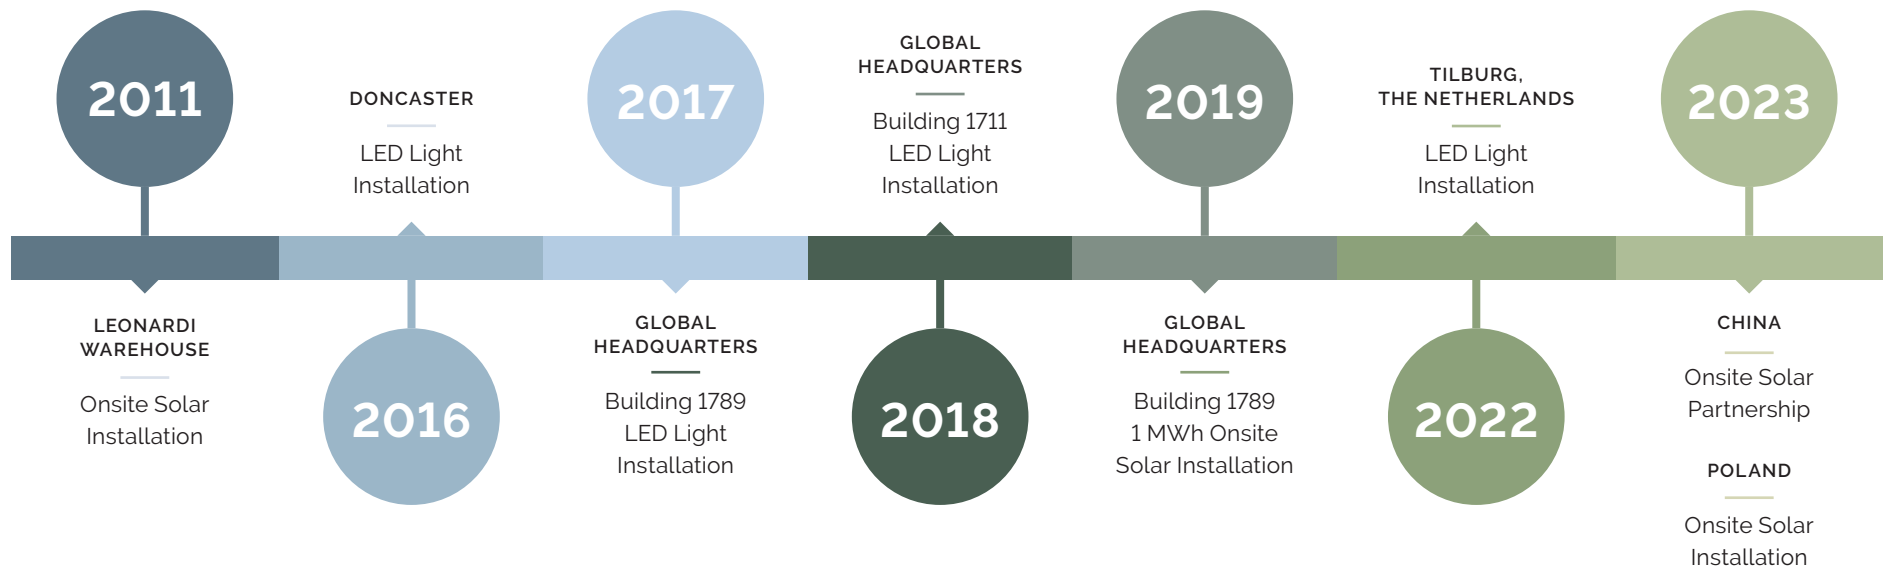 2011
LEONARDI
WAREHOUSE
Onsite Solar
Installation
DONCASTER
LED Light
Installation
2016
2017
GLOBAL
HEADQUARTERS
Building 1789
LED Light
Installation
GLOBAL
HEADQUARTERS
Building 1711
LED Light
Installation
2018
2019
GLOBAL
HEADQUARTERS
Building 1789
1 MWh Onsite
Solar Installation
TILBURG,
THE NETHERLANDS
LED Light
Installation
2022
2023
CHINA
Onsite Solar
Partnership
POLAND
Onsite Solar
Installation